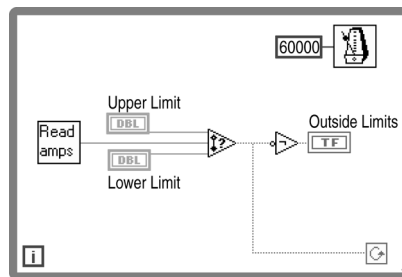 60000
Upper Limit
DBL
Read
amps
?
Outside Limits
TF
DBL
Lower Limit
i